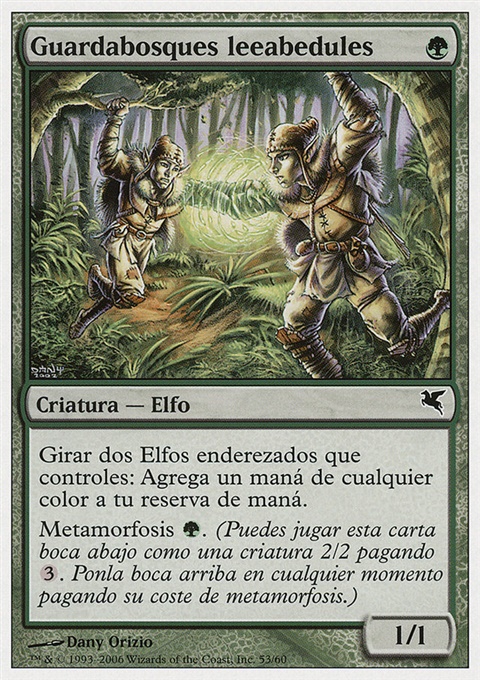 Guardabosques leeabedules
DANY
2002
Criatura — Elfo
Girar dos Elfos enderezados que
controles: Agrega un maná de cualquier
color a tu reserva de maná.
Metamorfosis . (Puedes jugar esta carta
boca abajo como una criatura 2/2 pagando
3. Ponla boca arriba en cualquier momento
pagando su coste de metamorfosis.)
Dany Orizio
1/1
™ & © 1993–2006 Wizards of the Coast, Inc. 53/60